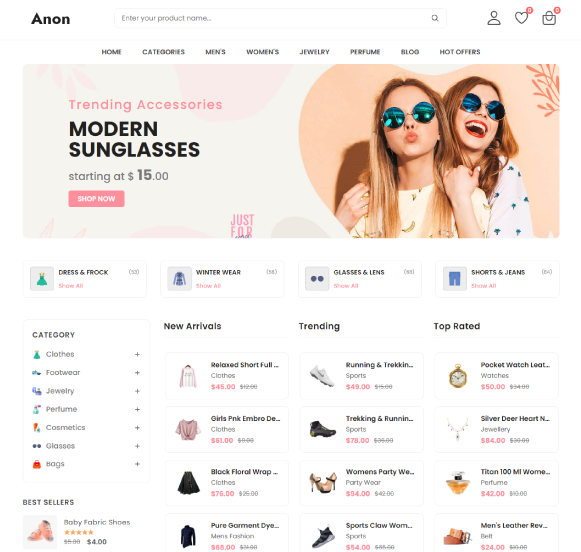 Anon
Enter your product name...
0
0
HOME CATEGORIES MEN'S WOMEN'S JEWELRY PERFUME BLOG HOT OFFERS
Trending Accessories
MODERN
SUNGLASSES
starting at $ 15.00
SHOP NOW
JUST
FOR
DRESS & FROCK (53)
Show All
WINTER WEAR (58)
Show All
GLASSES & LENS (68)
Show All
SHORTS & JEANS (84)
Show All
CATEGORY
Clothes +
Footwear +
Jewelry +
Perfume +
Cosmetics +
Glasses +
Bags +
BEST SELLERS
Baby Fabric Shoes
$5.00 $4.00
New Arrivals
Relaxed Short Full ...
Clothes
$45.00 $12.00
Girls Pnk Embro De...
Clothes
$61.00 $9.00
Black Floral Wrap ...
Clothes
$76.00 $25.00
Pure Garment Dye...
Mens Fashion
$68.00 $31.00
Trending
Running & Trekkin...
Sports
$49.00 $15.00
Trekking & Runnin...
Sports
$78.00 $36.00
Womens Party We...
Party Wear
$94.00 $42.00
Sports Claw Wom...
Sports
$54.00 $65.00
Top Rated
Pocket Watch Leat...
Watches
$50.00 $34.00
Silver Deer Heart N...
Jewellery
$84.00 $30.00
Titan 100 Ml Wome...
Perfume
$42.00 $10.00
Men's Leather Rev...
Belt
$24.00 $10.00